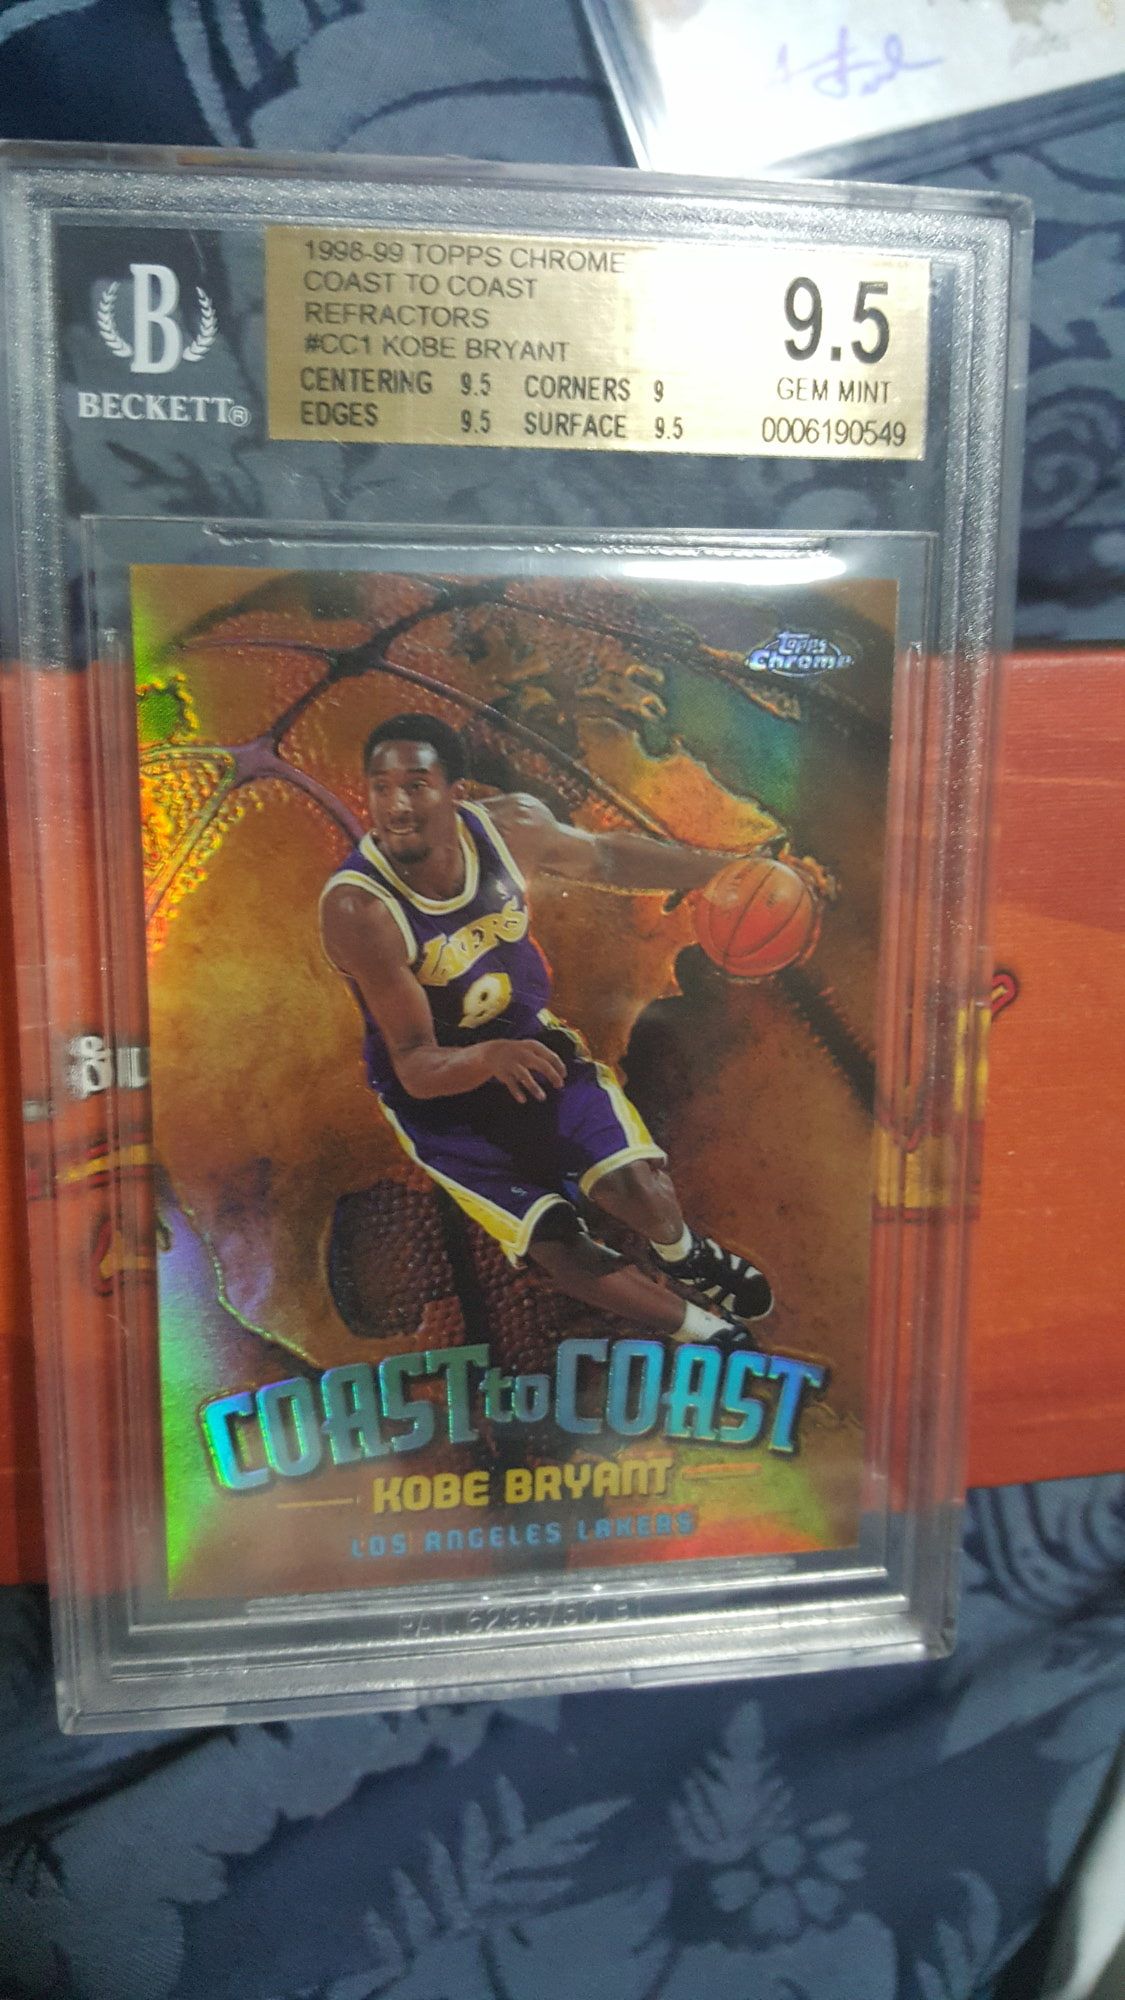 1998-99 TOPPS CHROME
COAST TO COAST
REFRACTORS
#CC1 KOBE BRYANT
CENTERING 9.5 CORNERS 9
EDGES 9.5 SURFACE 9.5
9.5
GEM MINT
0006190549
B
BECKETT®
Topps
Chrome
LAKERS
8
COAST to COAST
KOBE BRYANT
LOS ANGELES LAKERS